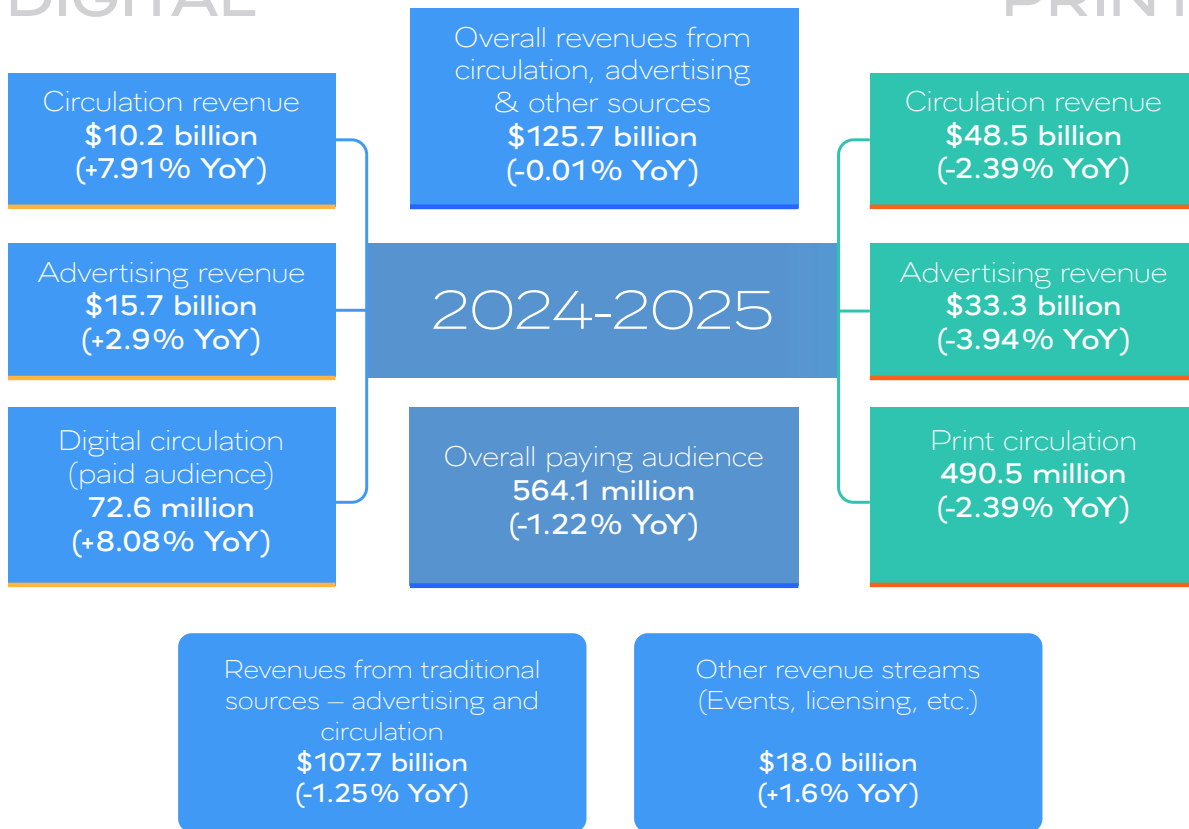 DIGITAL
PRINT
Overall revenues from
circulation, advertising
& other sources
$125.7 billion
(-0.01% YoY)
Circulation revenue
$10.2 billion
(+7.91% YoY)
Circulation revenue
$48.5 billion
(-2.39% YoY)
Advertising revenue
$15.7 billion
(+2.9% YoY)
2024-2025
Advertising revenue
$33.3 billion
(-3.94% YoY)
Digital circulation
(paid audience)
72.6 million
(+8.08% YoY)
Overall paying audience
564.1 million
(-1.22% YoY)
Print circulation
490.5 million
(-2.39% YoY)
Revenues from traditional
sources – advertising and
circulation
$107.7 billion
(-1.25% YoY)
Other revenue streams
(Events, licensing, etc.)
$18.0 billion
(+1.6% YoY)